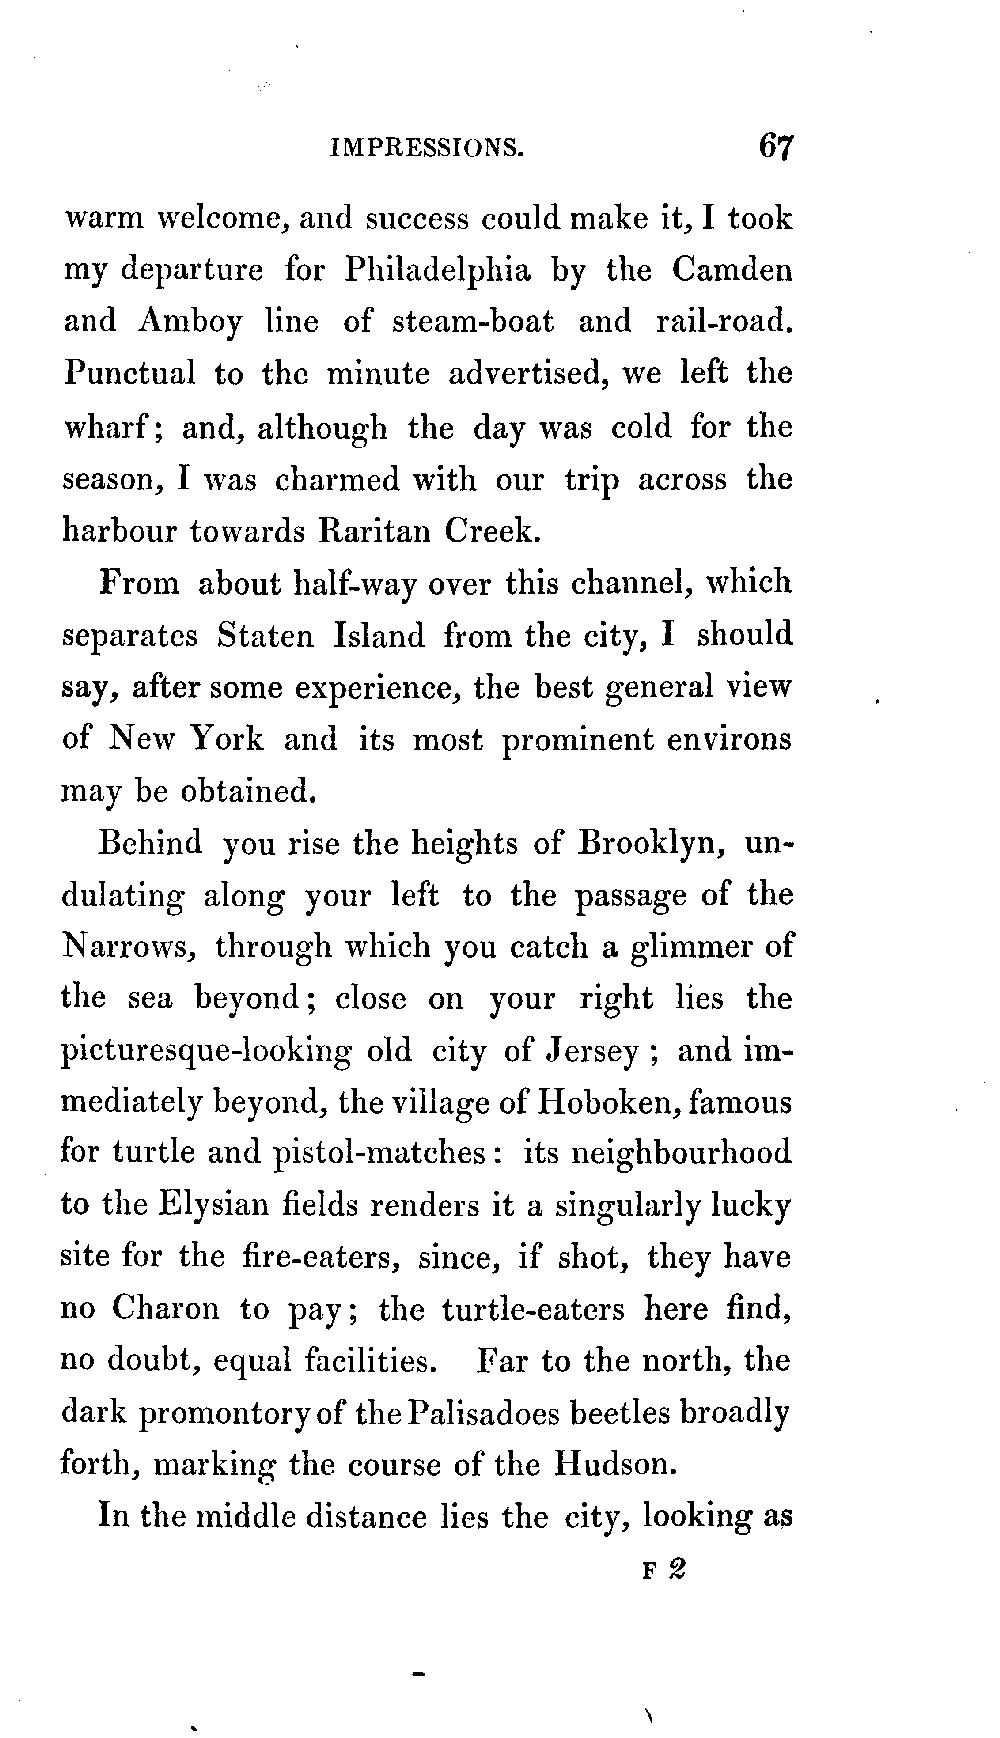 IMPRESSIONS. 67
warm welcome, and success could make it, I took
my departure for Philadelphia by the Camden
and Amboy line of steam-boat and rail-road.
Punctual to the minute advertised, we left the
wharf; and, although the day was cold for the
season, I was charmed with our trip across the
harbour towards Raritan Creek.
From about half-way over this channel, which
separates Staten Island from the city, I should
say, after some experience, the best general view
of New York and its most prominent environs
may be obtained.
Behind you rise the heights of Brooklyn, un-
dulating along your left to the passage of the
Narrows, through which you catch a glimmer of
the sea beyond; close on your right lies the
picturesque-looking old city of Jersey; and im-
mediately beyond, the village of Hoboken, famous
for turtle and pistol-matches: its neighbourhood
to the Elysian fields renders it a singularly lucky
site for the fire-eaters, since, if shot, they have
no Charon to pay; the turtle-eaters here find,
no doubt, equal facilities. Far to the north, the
dark promontory of the Palisadoes beetles broadly
forth, marking the course of the Hudson.
In the middle distance lies the city, looking as
F 2